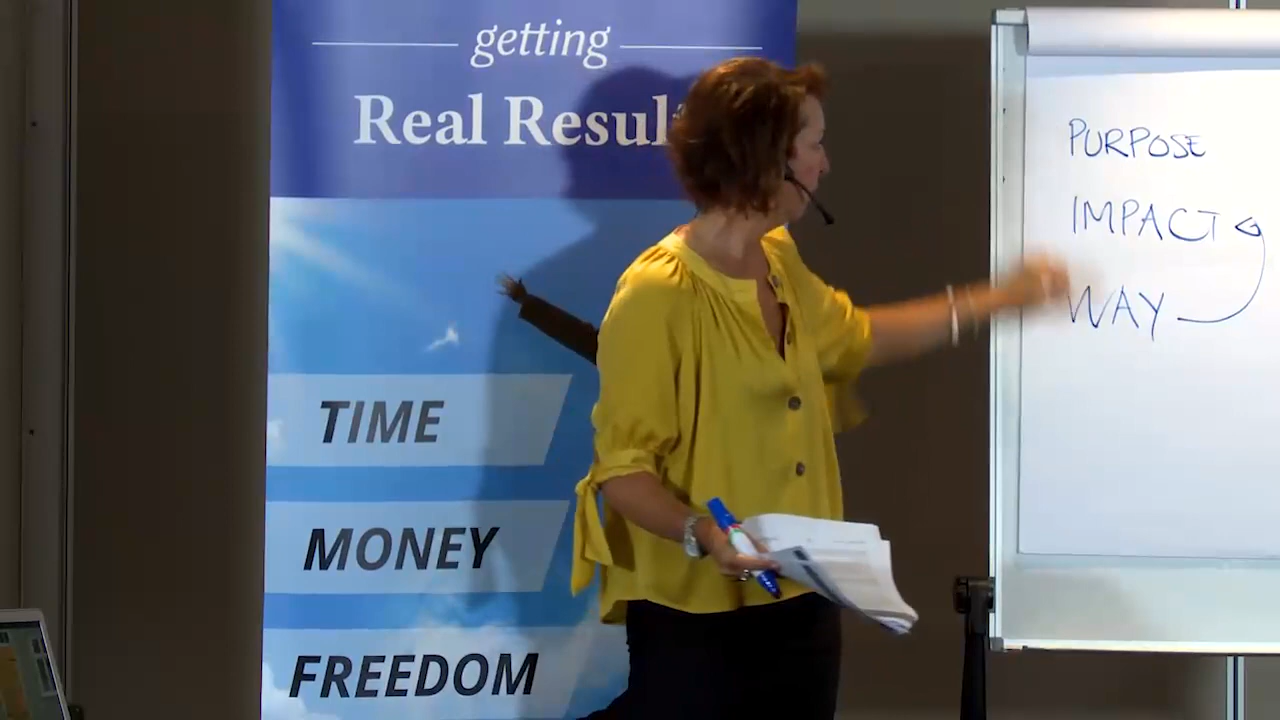 getting
Real Resul
TIME
MONEY
FREEDOM
PURPOSE
IMPACT
WAY